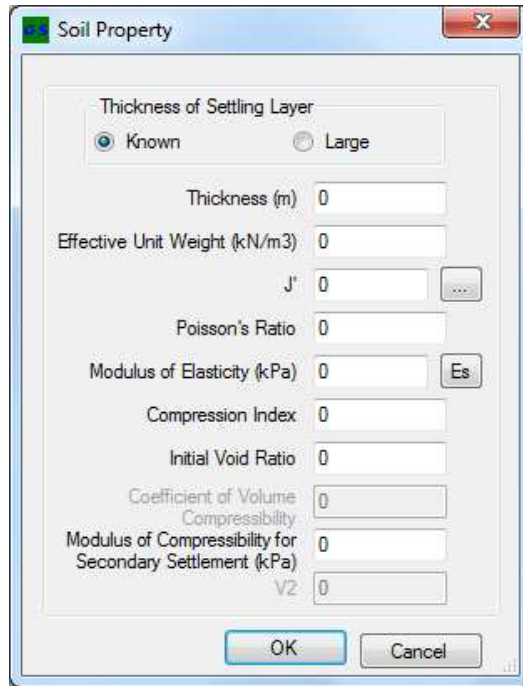 DS Soil Property
Thickness of Settling Layer
Known Large
Thickness (m) 0
Effective Unit Weight (kN/m3) 0
J' 0 ...
Poisson's Ratio 0
Modulus of Elasticity (kPa) 0 Es
Compression Index 0
Initial Void Ratio 0
Coefficient of Volume 0
Compressibility
Modulus of Compressibility for 0
Secondary Settlement (kPa)
V2 0
OK Cancel